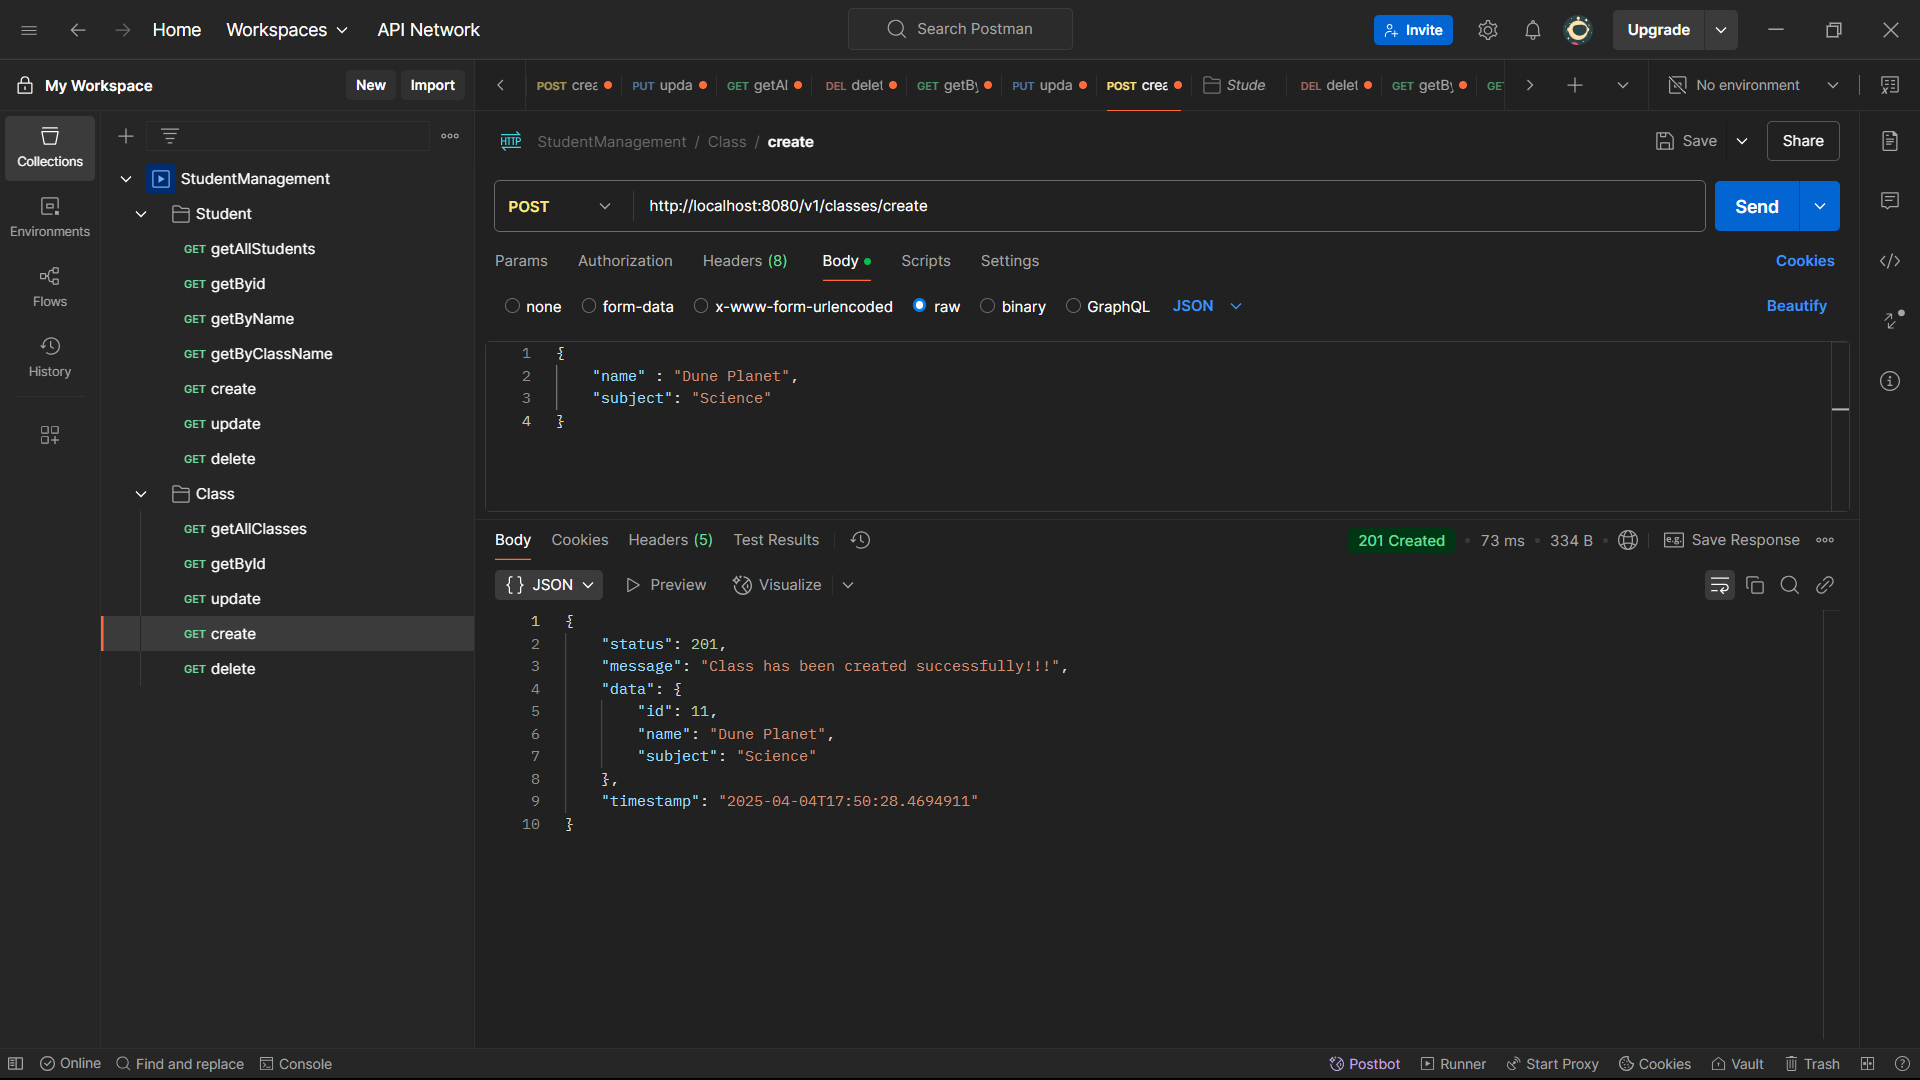 Home Workspaces API Network Search Postman Invite Upgrade
My Workspace New Import POST crea PUT upda GET getAl DEL delet GET getBy PUT upda POST crea Stude DEL delet GET getBy GET No environment
Collections
Environments
Flows
History
StudentManagement
Student
GET getAllStudents
GET getByid
GET getByName
GET getByClassName
GET create
GET update
GET delete
Class
GET getAllClasses
GET getById
GET update
GET create
GET delete
HTTP StudentManagement / Class / create Save Share
POST http://localhost:8080/v1/classes/create Send
Params Authorization Headers (8) Body Scripts Settings Cookies
none form-data x-www-form-urlencoded raw binary GraphQL JSON Beautify
1 {
2 "name" : "Dune Planet",
3 "subject": "Science"
4 }
Body Cookies Headers (5) Test Results 201 Created • 73 ms • 334 B • e.g. Save Response
{} JSON Preview Visualize
1 {
2 "status": 201,
3 "message": "Class has been created successfully!!!",
4 "data": {
5 "id": 11,
6 "name": "Dune Planet",
7 "subject": "Science"
8 },
9 "timestamp": "2025-04-04T17:50:28.4694911"
10 }
Online Find and replace Console Postbot Runner Start Proxy Cookies Vault Trash